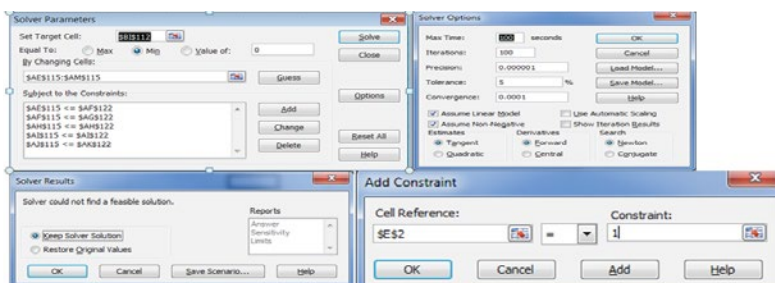 Solver Parameters
Set Target Cell:
Solve
Equal To: Max Min Value of: 0
Close
By Changing Cells:
$AE$115:$AM$115
Guess
Subject to the Constraints:
Options
$AE$115 <= $AF$122
$AF$115 <= $AG$122
$AH$115 <= $AH$122
$AI$115 <= $AI$122
$AJ$115 <= $AK$122
Add
Change
Delete
Reset All
Help
Solver Options
Max Time: 100 seconds
OK
Iterations: 100
Cancel
Precision: 0.000001
Load Model...
Tolerance: 5 %
Save Model...
Convergence: 0.0001
Help
Assume Linear Model
Use Automatic Scaling
Assume Non-Negative
Show Iteration Results
Estimates
Derivatives
Search
Tangent
Forward
Newton
Quadratic
Central
Conjugate
Solver Results
Solver could not find a feasible solution.
Reports
Keep Solver Solution
Restore Original Values
Answer
Sensitivity
Limits
OK
Cancel
Save Scenario...
Help
Add Constraint
Cell Reference:
Constraint:
$E$2
=
1
OK
Cancel
Add
Help